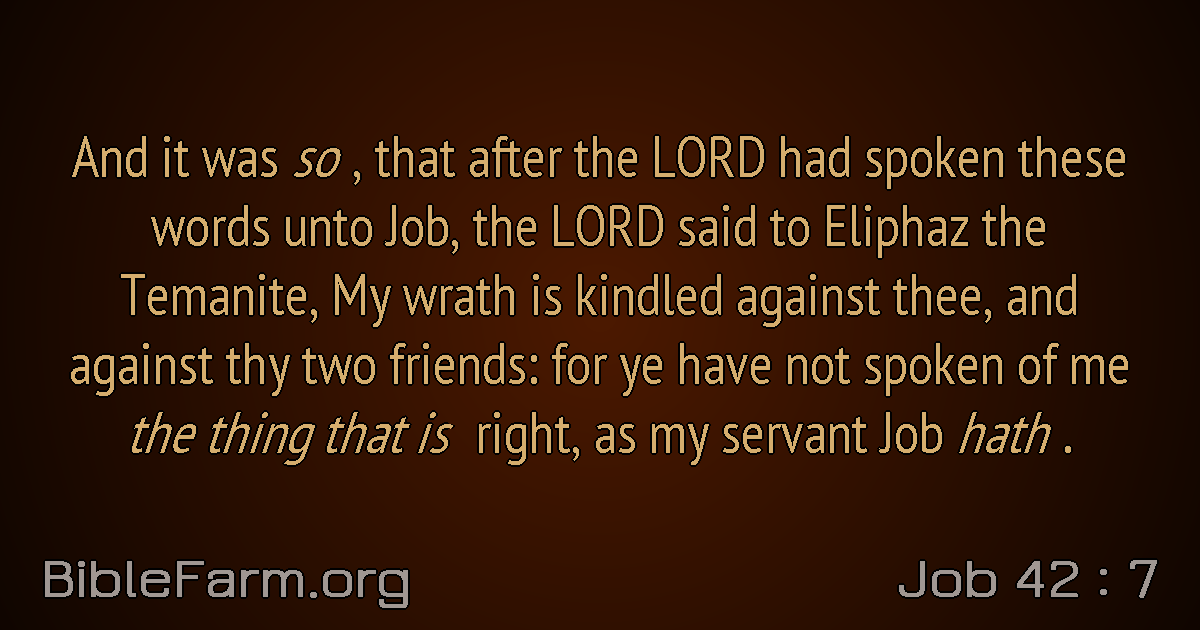 And it was so , that after the LORD had spoken these
words unto Job, the LORD said to Eliphaz the
Temanite, My wrath is kindled against thee, and
against thy two friends: for ye have not spoken of me
the thing that is right, as my servant Job hath .
BibleFarm.org
Job 42 : 7